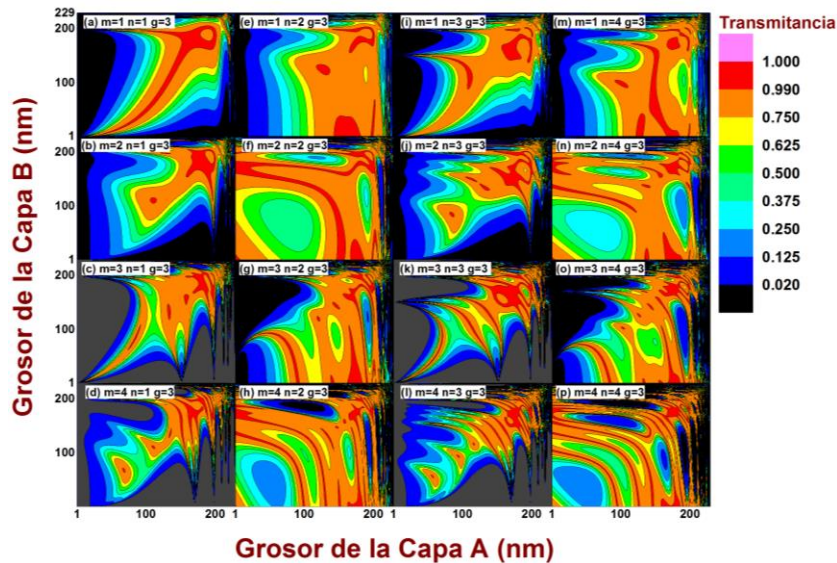 229
200
100
1
(a) m=1 n=1 g=3
(e) m=1 n=2 g=3
(i) m=1 n=3 g=3
(m) m=1 n=4 g=3
200
100
(b) m=2 n=1 g=3
(f) m=2 n=2 g=3
(j) m=2 n=3 g=3
(n) m=2 n=4 g=3
200
100
1
(c) m=3 n=1 g=3
(g) m=3 n=2 g=3
(k) m=3 n=3 g=3
(o) m=3 n=4 g=3
200
100
(d) m=4 n=1 g=3
(h) m=4 n=2 g=3
(l) m=4 n=3 g=3
(p) m=4 n=4 g=3
1 100 200 1 100 200 1 100 200 1 100 200
Grosor de la Capa B (nm)
Grosor de la Capa A (nm)
Transmitancia
1.000
0.990
0.750
0.625
0.500
0.375
0.250
0.125
0.020